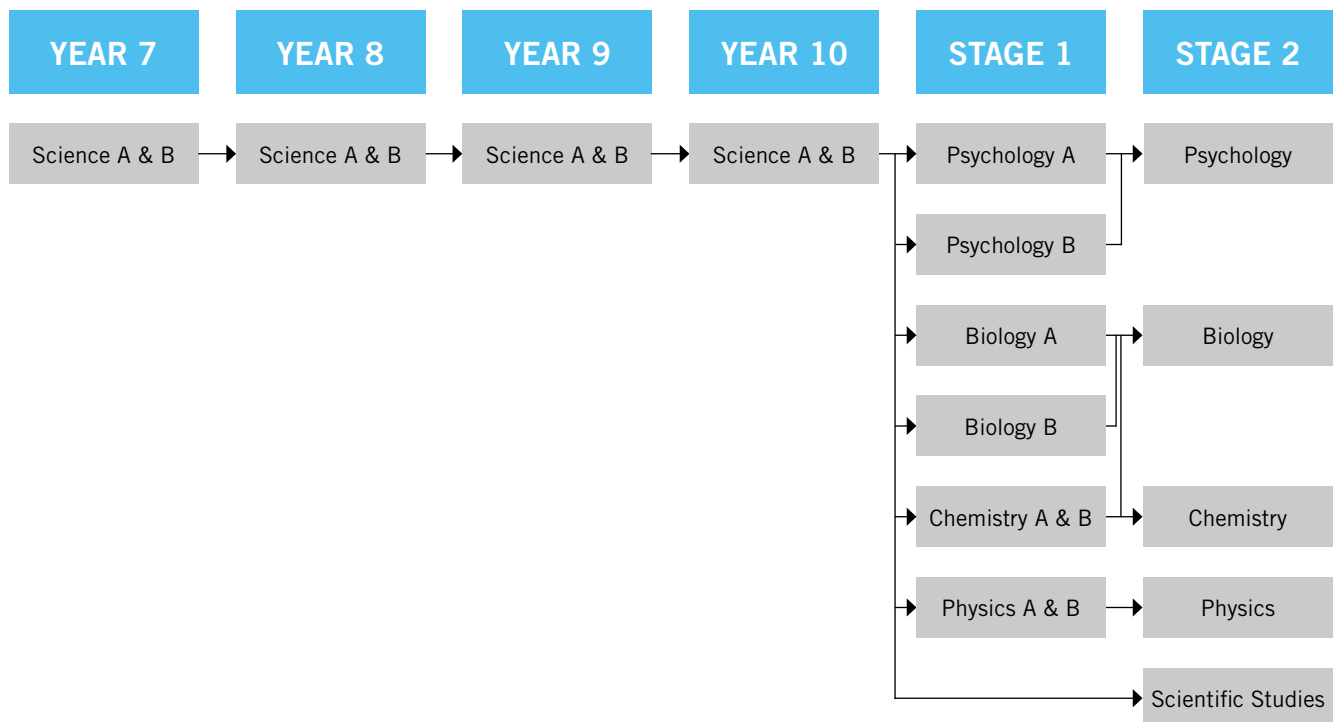 YEAR 7
YEAR 8
YEAR 9
YEAR 10
STAGE 1
STAGE 2
Science A & B
Science A & B
Science A & B
Science A & B
Psychology A
Psychology
Psychology B
Biology A
Biology
Biology B
Chemistry A & B
Chemistry
Physics A & B
Physics
Scientific Studies